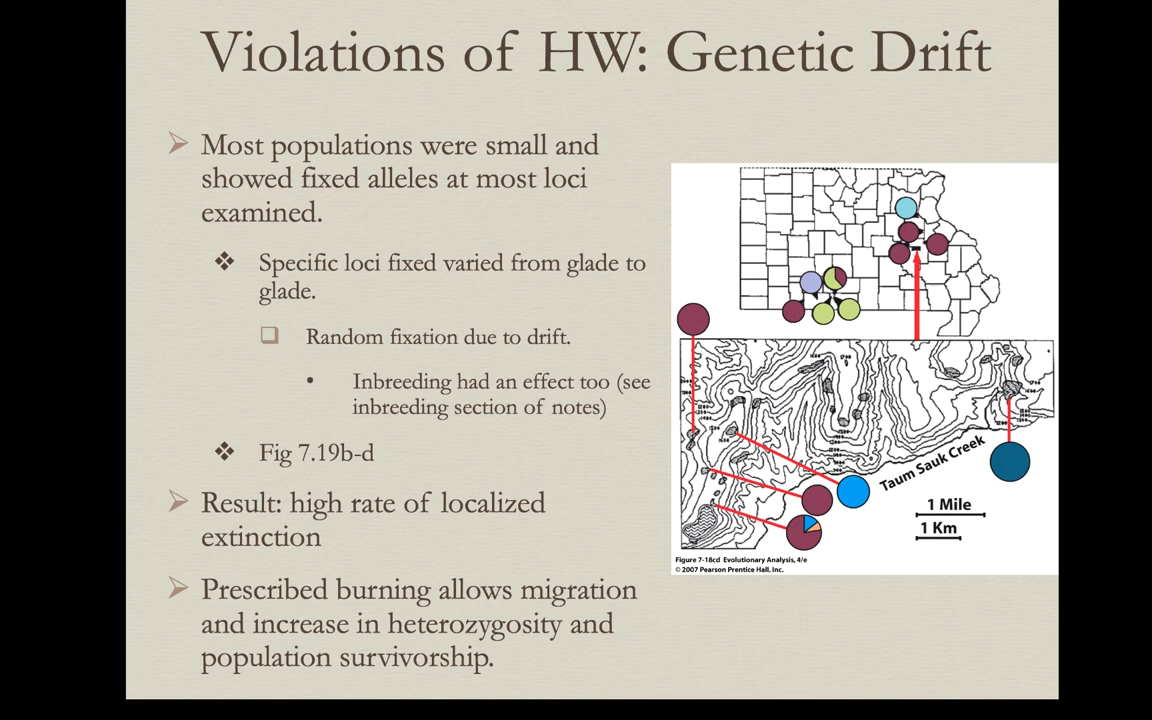 Violations of HW: Genetic Drift
Most populations were small and
showed fixed alleles at most loci
examined.
Specific loci fixed varied from glade to
glade.
Random fixation due to drift.
Inbreeding had an effect too (see
inbreeding section of notes)
Fig 7.19b-d
Result: high rate of localized
extinction
Prescribed burning allows migration
and increase in heterozygosity and
population survivorship.
Taum Sauk Creek
1 Mile
1 Km
Figure 7-18cd Evolutionary Analysis, 4/e
© 2007 Pearson Prentice Hall, Inc.